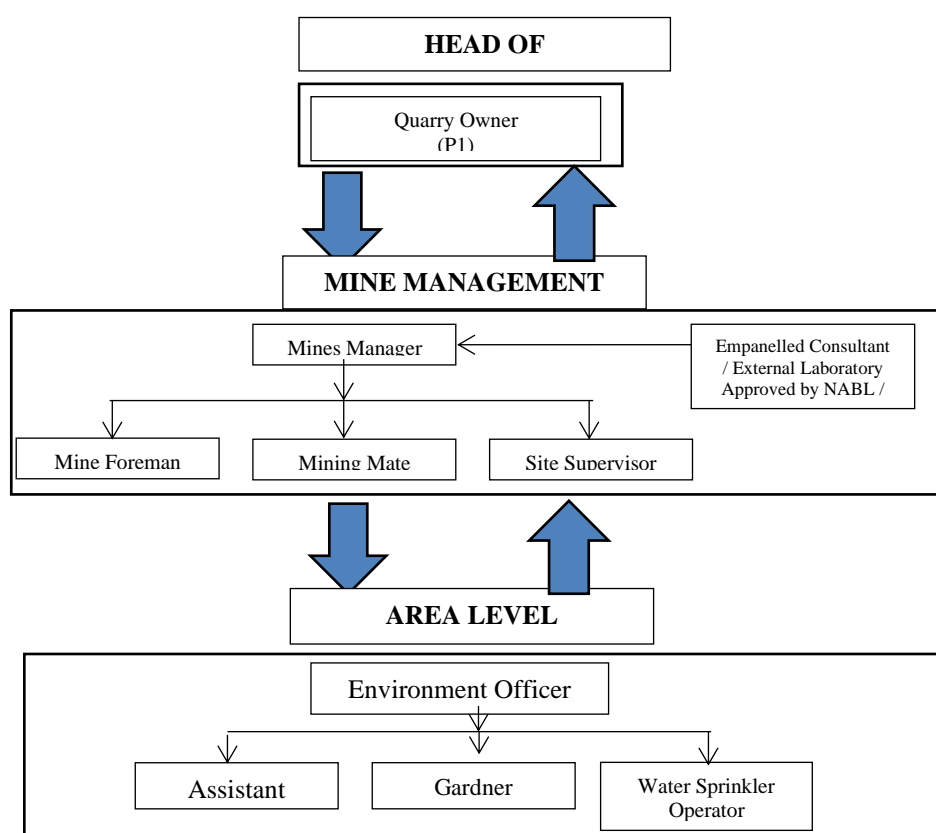 HEAD OF
Quarry Owner
(P1)
MINE MANAGEMENT
Mines Manager
Empanelled Consultant
/ External Laboratory
Approved by NABL /
Mine Foreman
Mining Mate
Site Supervisor
AREA LEVEL
Environment Officer
Assistant
Gardner
Water Sprinkler
Operator